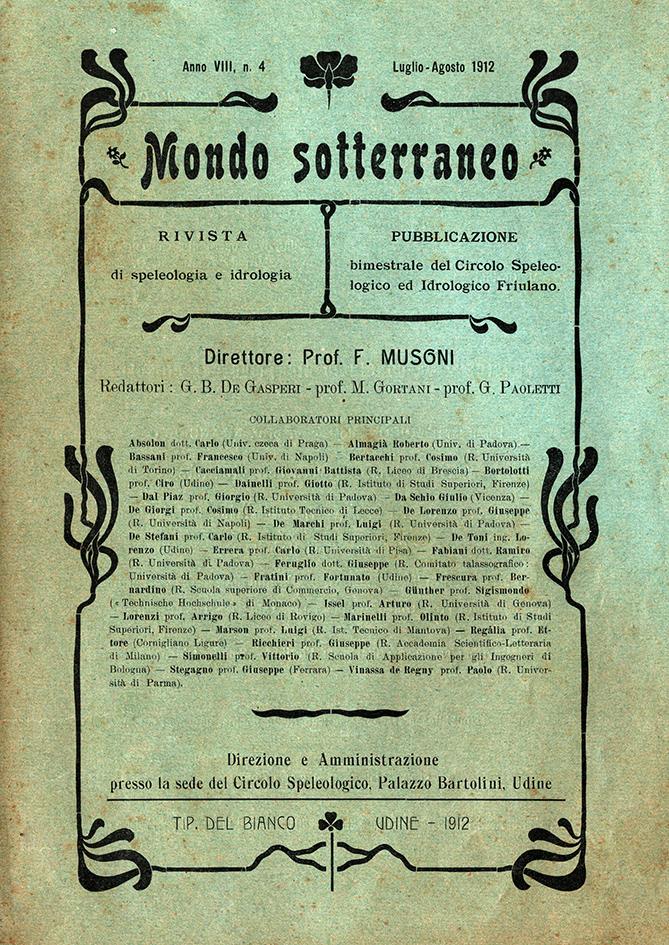 Anno VIII, n. 4
Luglio-Agosto 1912
Mondo sotterraneo
RIVISTA
di speleologia e idrologia
PUBBLICAZIONE
bimestrale del Circolo Speleo-
logico ed Idrologico Friulano.
Direttore: Prof. F. MUSONI
Redattori: G. B. DE GASPERI - prof. M. GORTANI - prof. G. PAOLETTI
COLLABORATORI PRINCIPALI
Absolon dott. Carlo (Univ. czeca di Praga) — Almagià Roberto (Univ. di Padova) —
Bassani prof. Francesco (Univ. di Napoli) — Bertacchi prof. Cosimo (R. Università
di Torino) — Cacciamali prof. Giovanni Battista (R. Liceo di Brescia) — Bortolotti
prof. Ciro (Udine) — Dainelli prof. Giotto (R. Istituto di Studi Superiori, Firenze)
— Dal Piaz prof. Giorgio (R. Università di Padova) — Da Schio Giulio (Vicenza) —
De Giorgi prof. Cosimo (R. Istituto Tecnico di Lecce) — De Lorenzo prof. Giuseppe
(R. Università di Napoli) — De Marchi prof. Luigi (R. Università di Padova) —
De Stefani prof. Carlo (R. Istituto di Studi Superiori, Firenze) — De Toni ing. Lo-
renzo (Udine) — Errera prof. Carlo (R. Università di Pisa) — Fabiani dott. Ramiro
(R. Università di Padova) — Feruglio dott. Giuseppe (R. Comitato talassografico:
Università di Padova) — Fratini prof. Fortunato (Udine) — Frescura prof. Ber-
nardino (R. Scuola superiore di Commercio, Genova) — Günther prof. Sigismondo
(«Technische Hochschule» di Monaco) — Issel prof. Arturo (R. Università di Genova)
— Lorenzi prof. Arrigo (R. Liceo di Rovigo) — Marinelli prof. Olinto (R. Istituto di Studi
Superiori, Firenze) — Marson prof. Luigi (R. Ist. Tecnico di Mantova) — Regàlia prof. Et-
tore (Cornigliano Ligure) — Ricchieri prof. Giuseppe (R. Accademia Scientifico-Letteraria
di Milano) — Simonelli prof. Vittorio (R. Scuola di Applicazione per gli Ingegneri di
Bologna) — Stegagno prof. Giuseppe (Ferrara) — Vinassa de Regny prof. Paolo (R. Univer-
sità di Parma).
Direzione e Amministrazione
presso la sede del Circolo Speleologico, Palazzo Bartolini, Udine
TIP. DEL BIANCO
UDINE - 1912